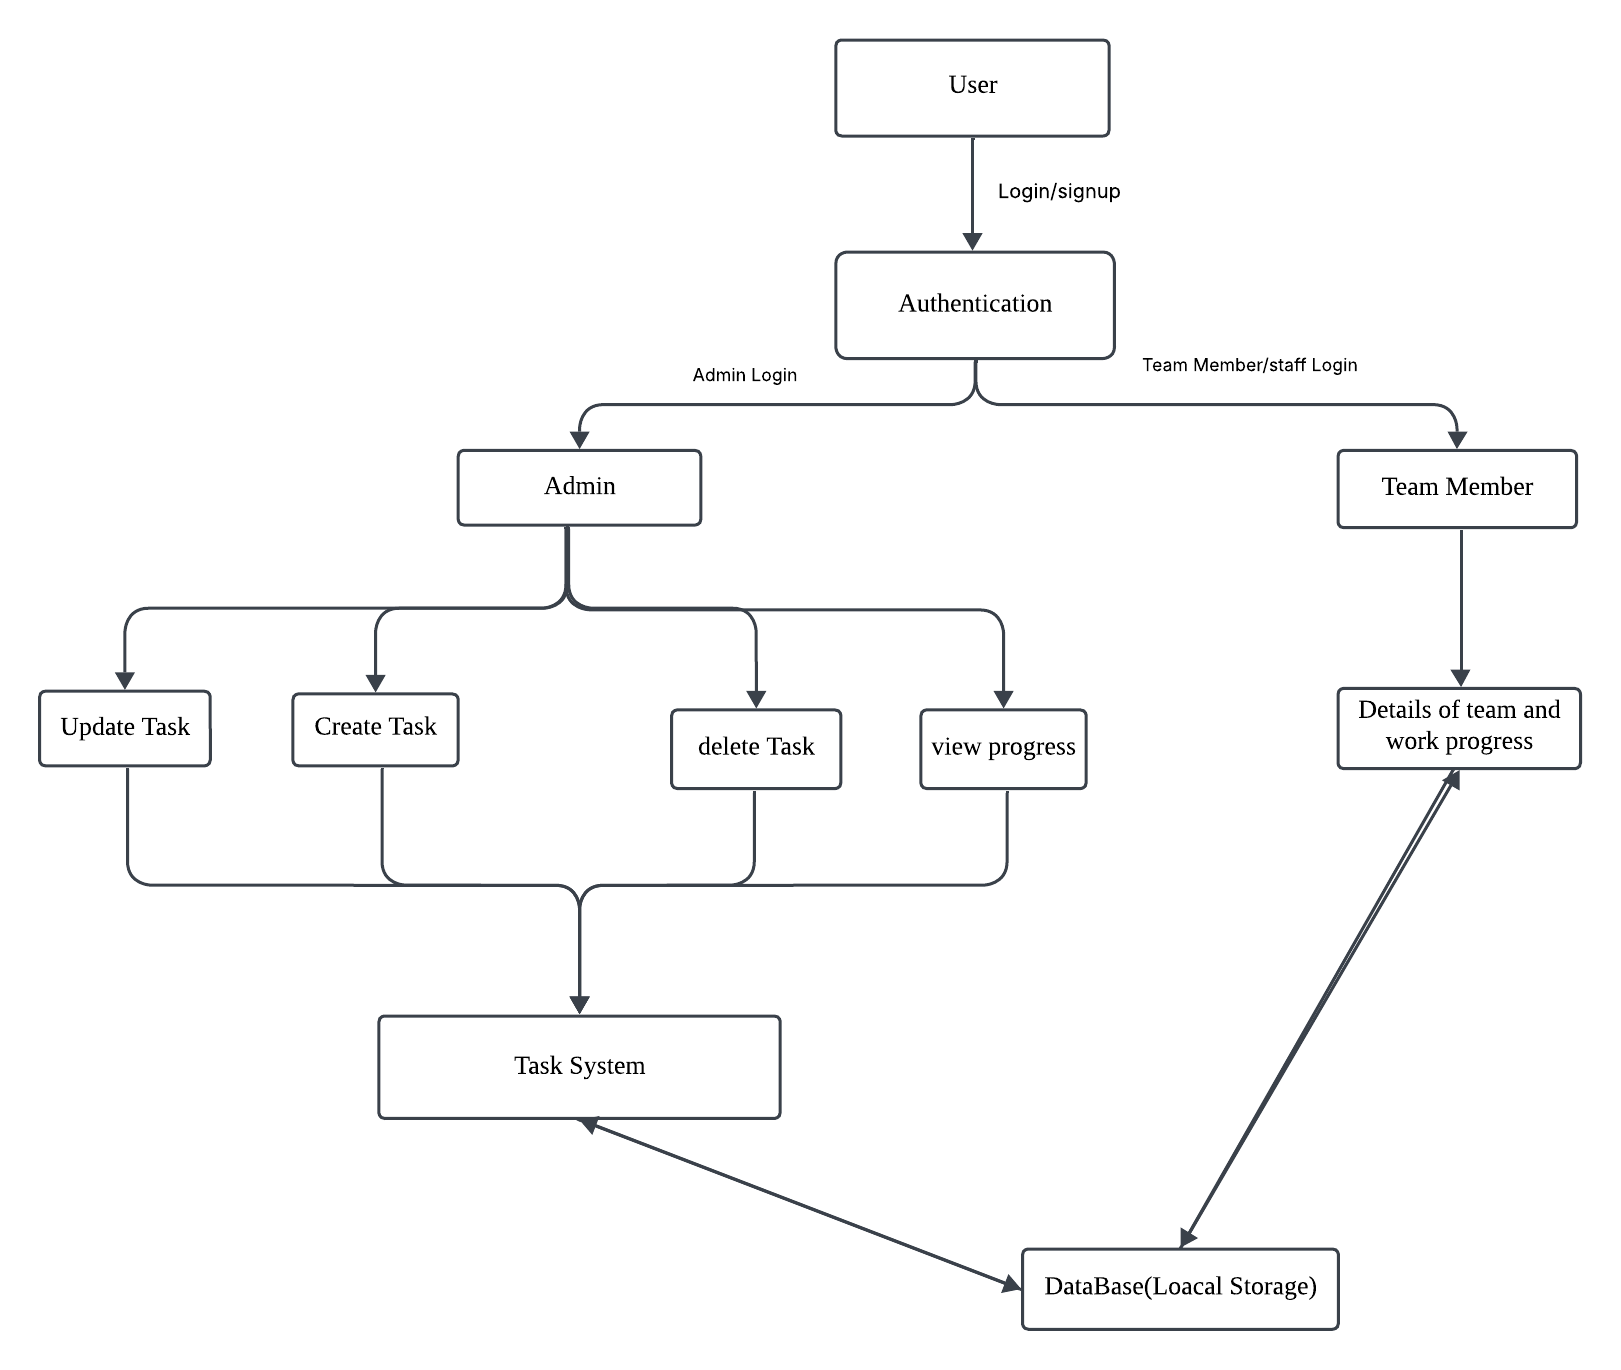 User
Login/signup
Authentication
Admin Login
Team Member/staff Login
Admin
Team Member
Update Task
Create Task
delete Task
view progress
Details of team and
work progress
Task System
DataBase(Loacal Storage)